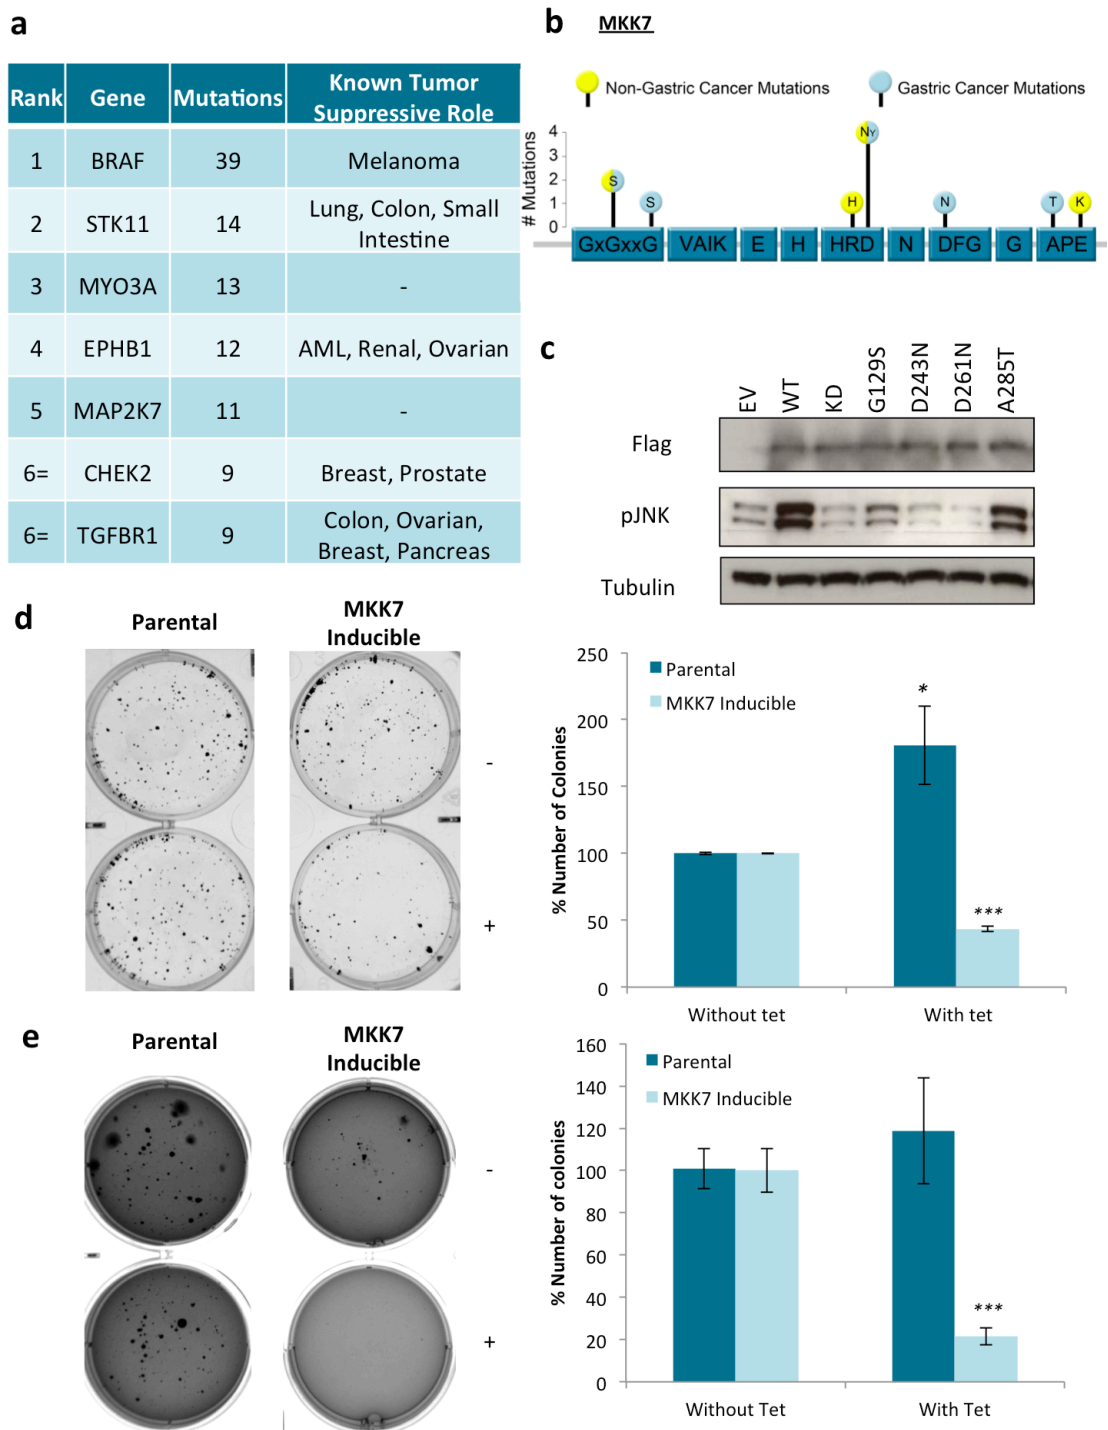 a
Rank Gene Mutations Known Tumor
Suppressive Role
1 BRAF 39 Melanoma
2 STK11 14 Lung, Colon, Small
Intestine
3 MYO3A 13 -
4 EPHB1 12 AML, Renal, Ovarian
5 MAP2K7 11 -
6= CHEK2 9 Breast, Prostate
6= TGFBR1 9 Colon, Ovarian,
Breast, Pancreas
b MKK7
Non-Gastric Cancer Mutations Gastric Cancer Mutations
# Mutations
4
3
2
1
0
S S H N Y N T K
GxGxxG VAIK E H HRD N DFG G APE
c
EV WT KD G129S D243N D261N A285T
Flag
pJNK
Tubulin
d
Parental MKK7
Inducible
-
+
% Number of Colonies
250
200
150
100
50
0
Parental
MKK7 Inducible
*
***
Without tet With tet
e
Parental MKK7
Inducible
-
+
% Number of colonies
160
140
120
100
80
60
40
20
0
Parental
MKK7 Inducible
***
Without Tet With Tet